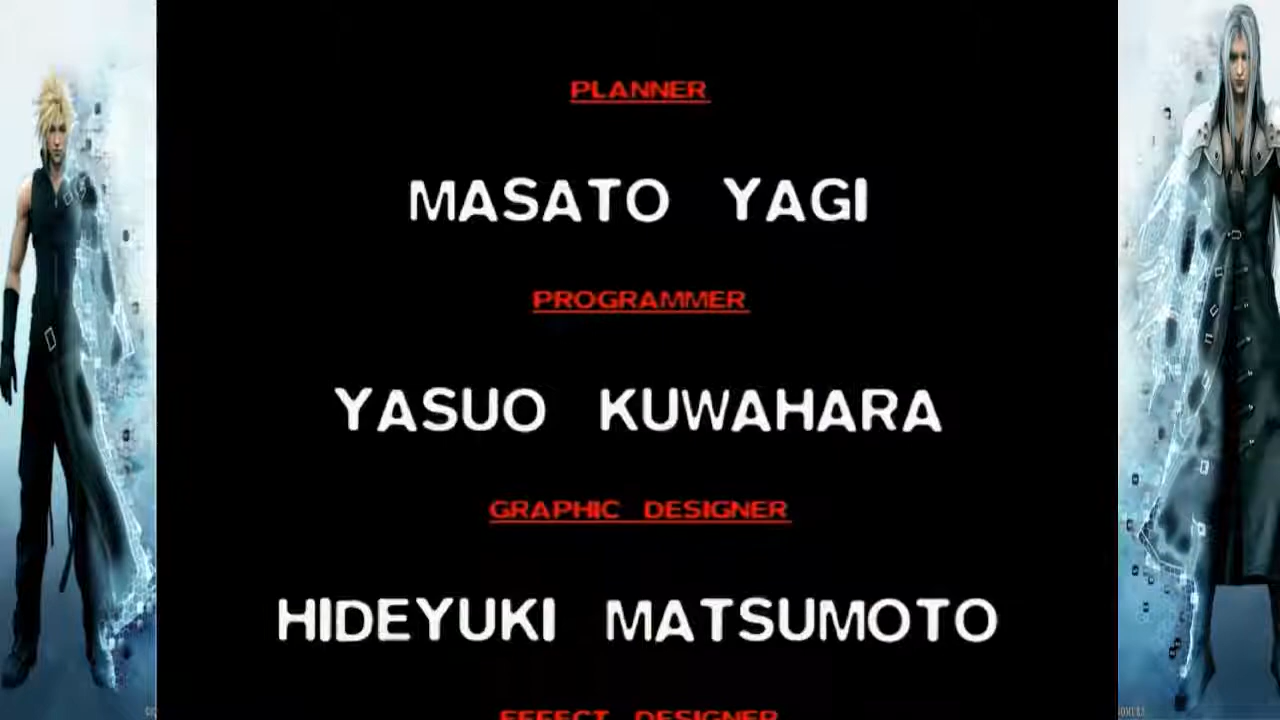 PLANNER
MASATO YAGI
PROGRAMMER
YASUO KUWAHARA
GRAPHIC DESIGNER
HIDEYUKI MATSUMOTO
EFFECT DESIGNER